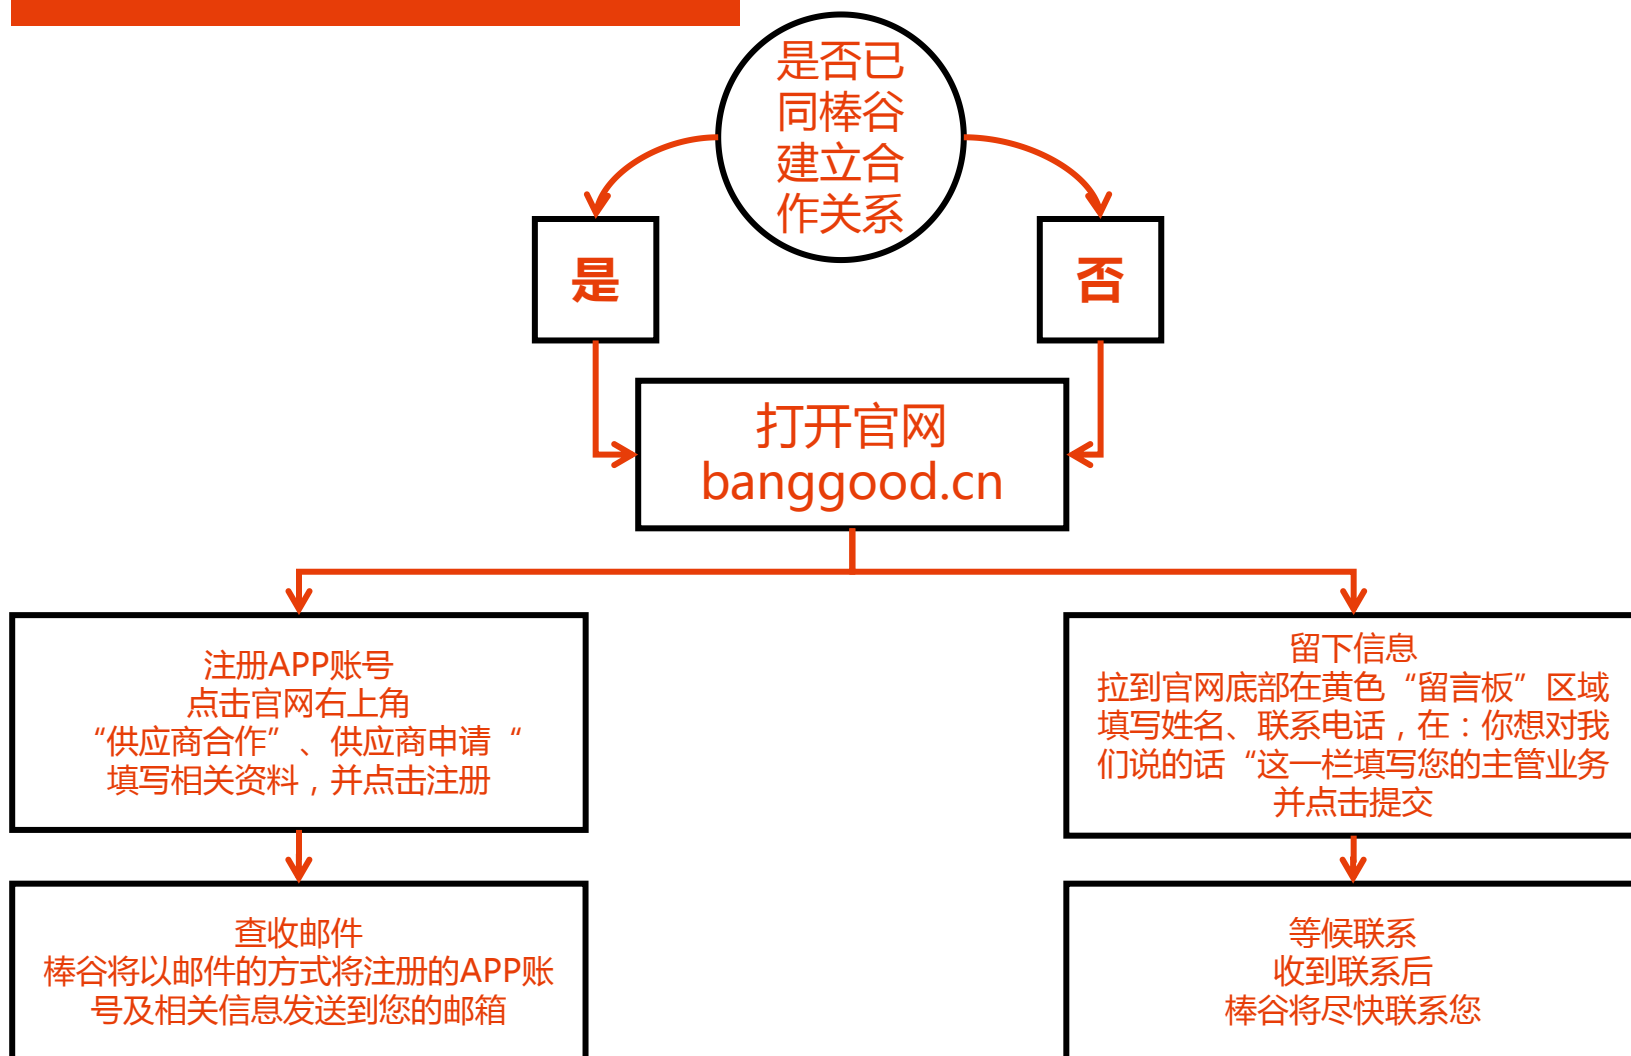 是否已
同棒谷
建立合
作关系
是
否
打开官网
banggood.cn
注册APP账号
点击官网右上角
“供应商合作”、供应商申请“
填写相关资料，并点击注册
留下信息
拉到官网底部在黄色“留言板”区域
填写姓名、联系电话，在：你想对我
们说的话“这一栏填写您的主管业务
并点击提交
查收邮件
棒谷将以邮件的方式将注册的APP账
号及相关信息发送到您的邮箱
等候联系
收到联系后
棒谷将尽快联系您